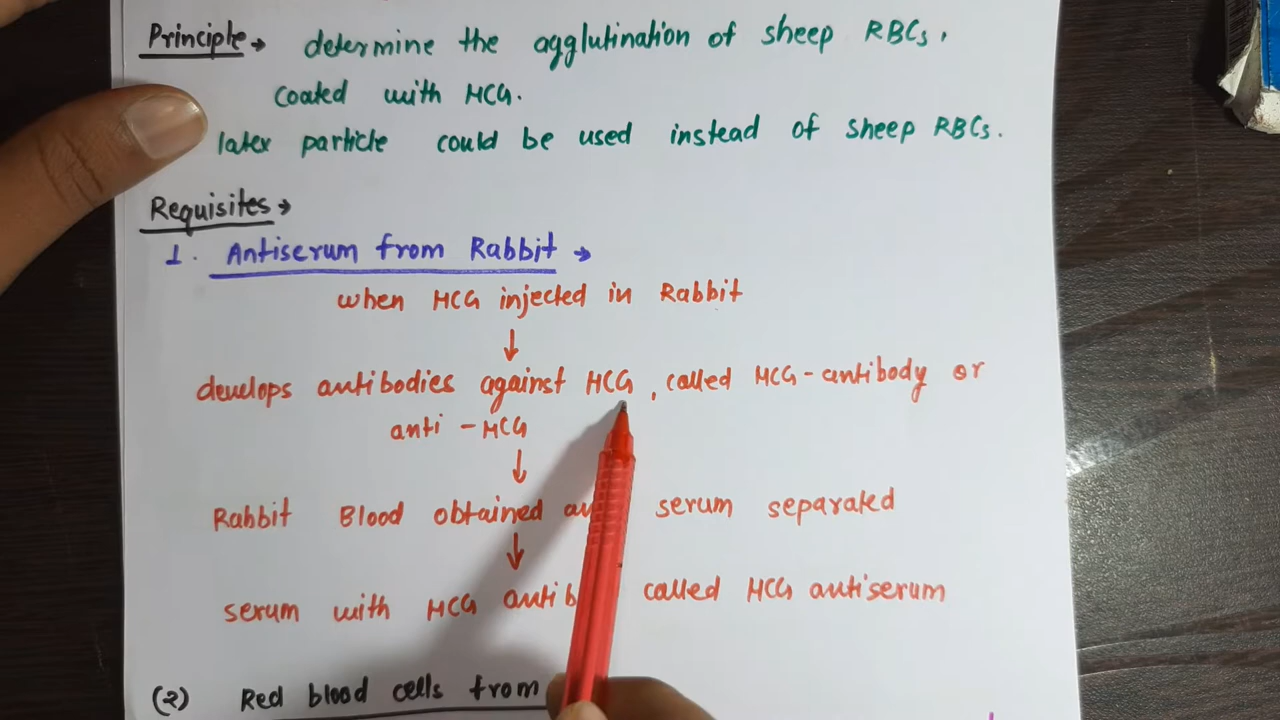 Principle → determine the agglutination of sheep RBCs,
coated with HCG.
latex particle could be used instead of sheep RBCs.
Requisites →
1. Antiserum from Rabbit →
when HCG injected in Rabbit
↓
develops antibodies against HCG, called HCG-antibody or
anti-HCG
↓
Rabbit Blood obtained serum separated
↓
serum with HCG called HCG antiserum
(2) Red blood cells from